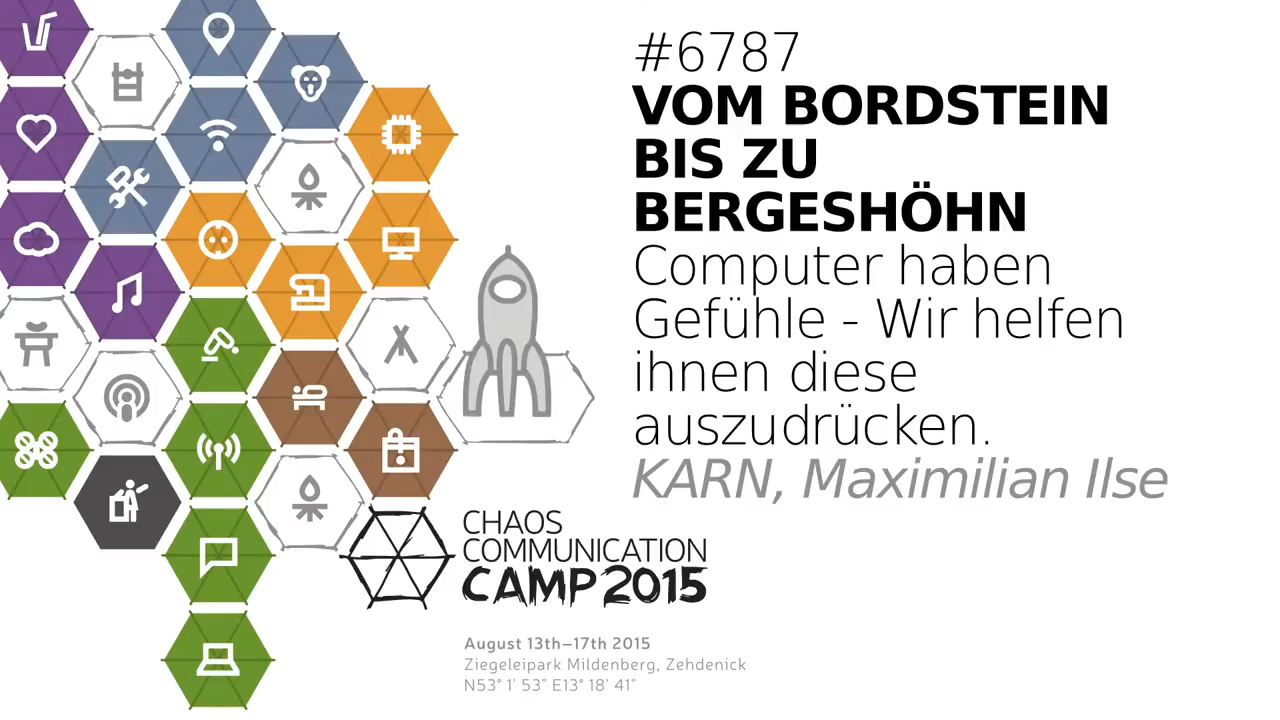 #6787
VOM BORDSTEIN
BIS ZU
BERGESHÖHN
Computer haben
Gefühle - Wir helfen
ihnen diese
auszudrücken.
KARN, Maximilian Ilse
CHAOS
COMMUNICATION
CAMP 2015
August 13th–17th 2015
Ziegeleipark Mildenberg, Zehdenick
N53° 1' 53" E13° 18' 41"